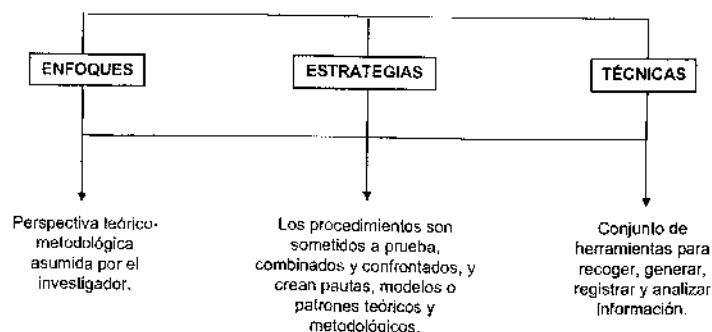 ENFOQUES
ESTRATEGIAS
TÉCNICAS
Perspectiva teórico-
metodológica
asumida por el
investigador.
Los procedimientos son
sometidos a prueba,
combinados y confrontados, y
crean pautas, modelos o
patrones teóricos y
metodológicos.
Conjunto de
herramientas para
recoger, generar,
registrar y analizar
información.